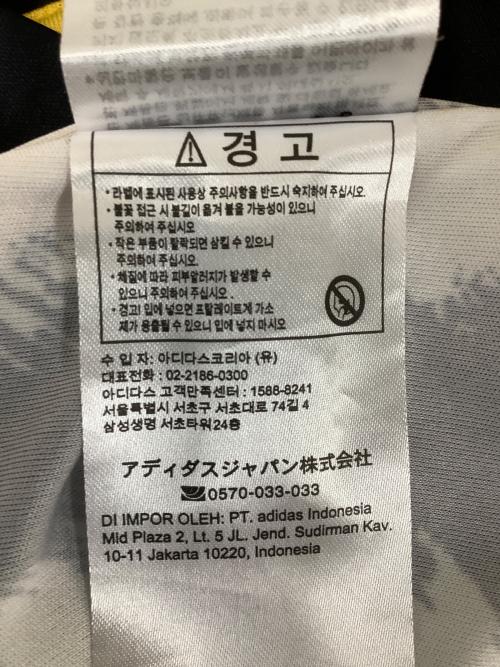 ⚠ 경 고
• 라벨에 표시된 사용상 주의사항을 반드시 숙지하여 주십시오.
• 불꽃 접근 시 불길이 옮겨 붙을 가능성이 있으니
주의하여 주십시오
• 작은 부품이 탈락되면 삼킬 수 있으니
주의하여 주십시오.
• 체질에 따라 피부알러지가 발생할 수
있으니 주의하여 주십시오.
• 경고! 입에 넣으면 프탈레이트계 가소
제가 용출될 수 있으니 입에 넣지 마시오
수 입 자: 아디다스코리아 (유)
대표전화 : 02-2186-0300
아디다스 고객만족센터 : 1588-8241
서울특별시 서초구 서초대로 74길 4
삼성생명 서초타워24층
アディダスジャパン株式会社
0570-033-033
DI IMPOR OLEH: PT. adidas Indonesia
Mid Plaza 2, Lt. 5 JL. Jend. Sudirman Kav.
10-11 Jakarta 10220, Indonesia